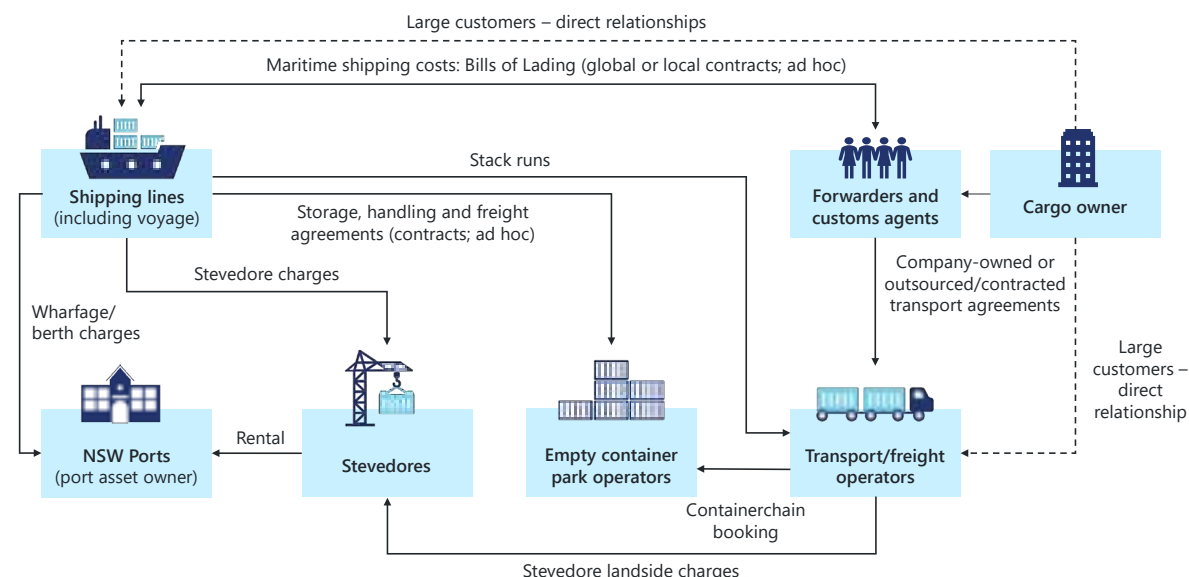 Large customers – direct relationships
Maritime shipping costs: Bills of Lading (global or local contracts; ad hoc)
Stack runs
Shipping lines
(including voyage)
Forwarders and
customs agents
Cargo owner
Storage, handling and freight
agreements (contracts; ad hoc)
Stevedore charges
Company-owned or
outsourced/contracted
transport agreements
Wharfage/
berth charges
Large
customers –
direct
relationship
NSW Ports
(port asset owner)
Rental
Stevedores
Empty container
park operators
Transport/freight
operators
Containerchain
booking
Stevedore landside charges